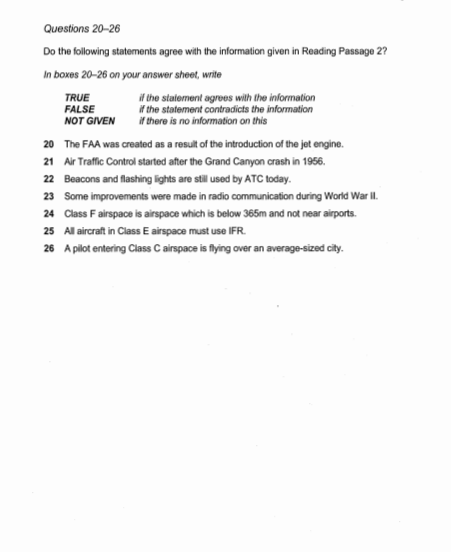 Questions 20–26
Do the following statements agree with the information given in Reading Passage 2?
In boxes 20–26 on your answer sheet, write
TRUE if the statement agrees with the information
FALSE if the statement contradicts the information
NOT GIVEN if there is no information on this
20 The FAA was created as a result of the introduction of the jet engine.
21 Air Traffic Control started after the Grand Canyon crash in 1956.
22 Beacons and flashing lights are still used by ATC today.
23 Some improvements were made in radio communication during World War II.
24 Class F airspace is airspace which is below 365m and not near airports.
25 All aircraft in Class E airspace must use IFR.
26 A pilot entering Class C airspace is flying over an average-sized city.